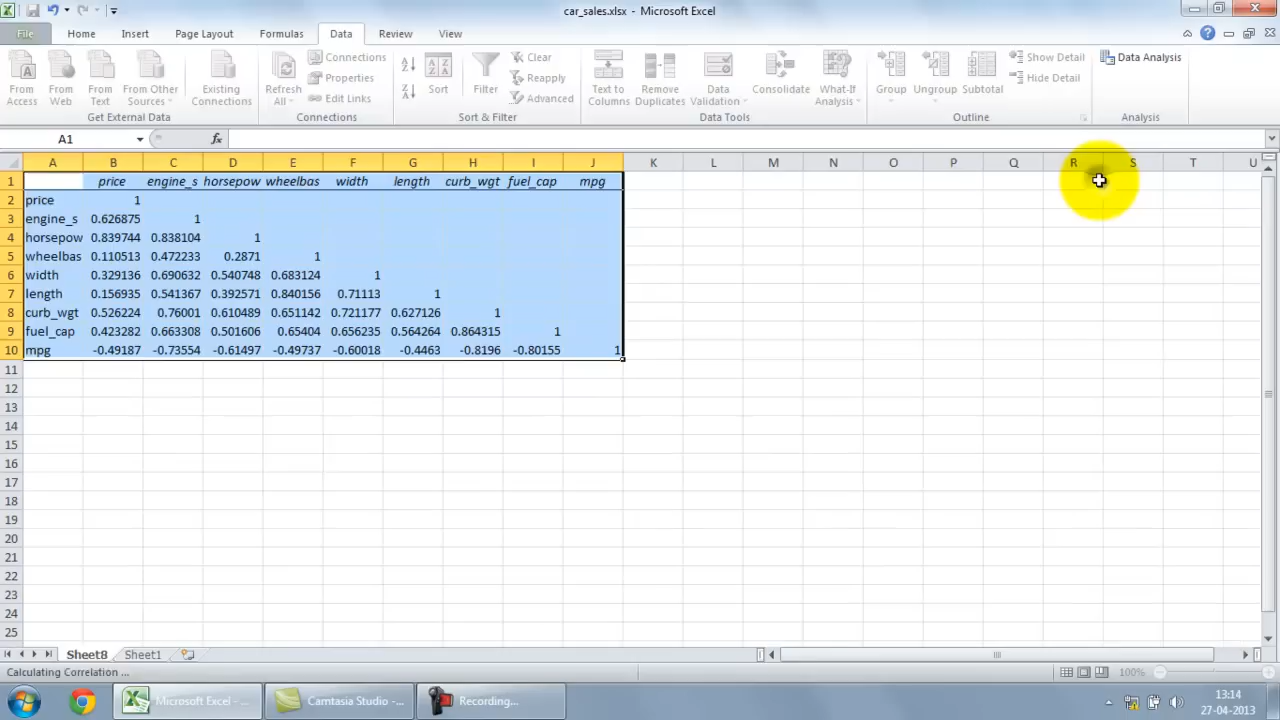 car_sales.xlsx - Microsoft Excel
File Home Insert Page Layout Formulas Data Review View
From Access
From Web
From Text
From Other Sources
Existing Connections
Get External Data
Refresh All
Connections
Properties
Edit Links
Connections
Sort
Filter
Clear
Reapply
Advanced
Sort & Filter
Text to Columns
Remove Duplicates
Data Validation
Consolidate
What-If Analysis
Data Tools
Group
Ungroup
Subtotal
Show Detail
Hide Detail
Outline
Data Analysis
Analysis
A1 fx
A B C D E F G H I J K L M N O P Q R S T U
1 price engine_s horsepow wheelbas width length curb_wgt fuel_cap mpg
2 price 1
3 engine_s 0.626875 1
4 horsepow 0.839744 0.838104 1
5 wheelbas 0.110513 0.472233 0.2871 1
6 width 0.329136 0.690632 0.540748 0.683124 1
7 length 0.156935 0.541367 0.392571 0.840156 0.71113 1
8 curb_wgt 0.526224 0.76001 0.610489 0.651142 0.721177 0.627126 1
9 fuel_cap 0.423282 0.663308 0.501606 0.65404 0.656235 0.564264 0.864315 1
10 mpg -0.49187 -0.73554 -0.61497 -0.49737 -0.60018 -0.4463 -0.8196 -0.80155 1
11
12
13
14
15
16
17
18
19
20
21
22
23
24
25
Sheet8 Sheet1
Calculating Correlation ... 100%
Microsoft Excel - ... Camtasia Studio -... Recording...
13:14
27-04-2013